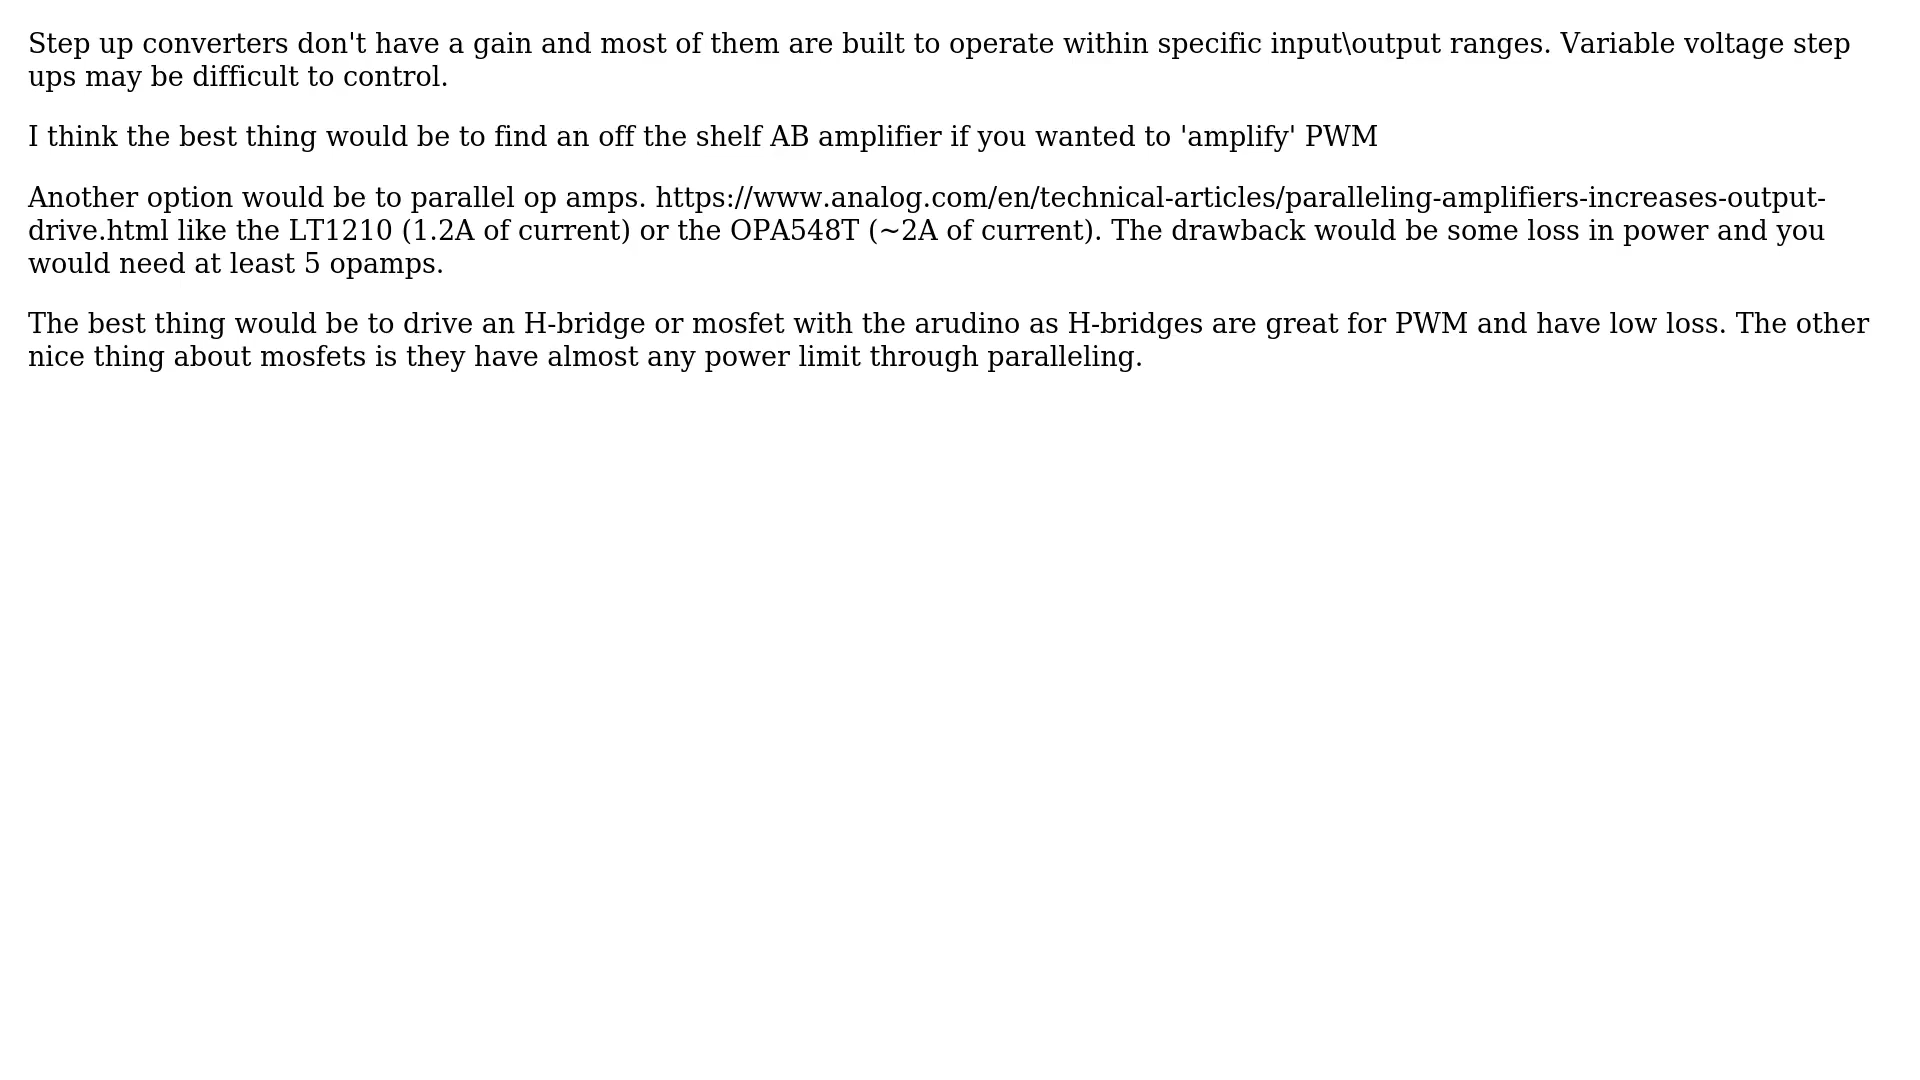 Step up converters don't have a gain and most of them are built to operate within specific input\output ranges. Variable voltage step
ups may be difficult to control.
I think the best thing would be to find an off the shelf AB amplifier if you wanted to 'amplify' PWM
Another option would be to parallel op amps. https://www.analog.com/en/technical-articles/paralleling-amplifiers-increases-output-
drive.html like the LT1210 (1.2A of current) or the OPA548T (~2A of current). The drawback would be some loss in power and you
would need at least 5 opamps.
The best thing would be to drive an H-bridge or mosfet with the arudino as H-bridges are great for PWM and have low loss. The other
nice thing about mosfets is they have almost any power limit through paralleling.